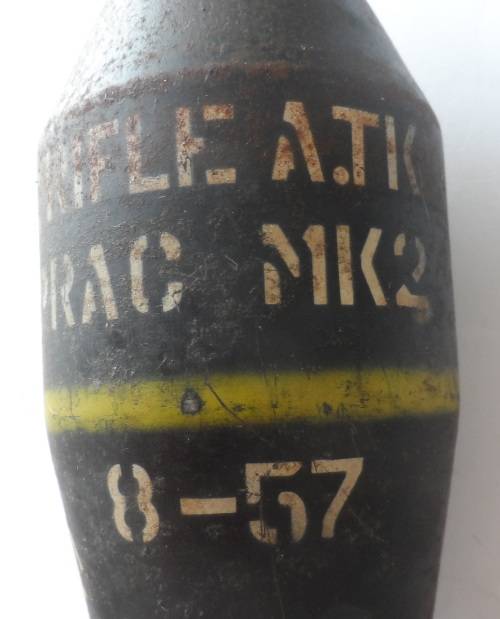 RIFLE A.TK
PRAC MK2
8-57